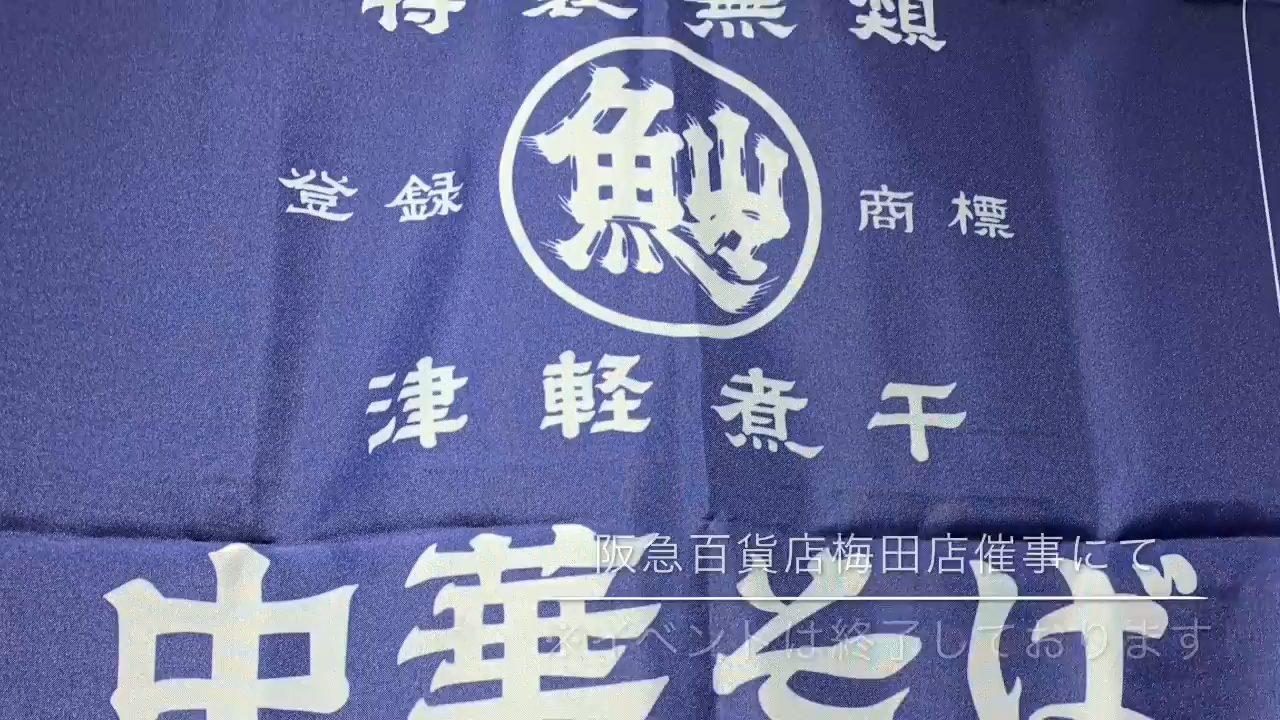 特製無類
登録
商標
津軽煮干
中華そば
阪急百貨店梅田店催事にて
※イベントは終了しております